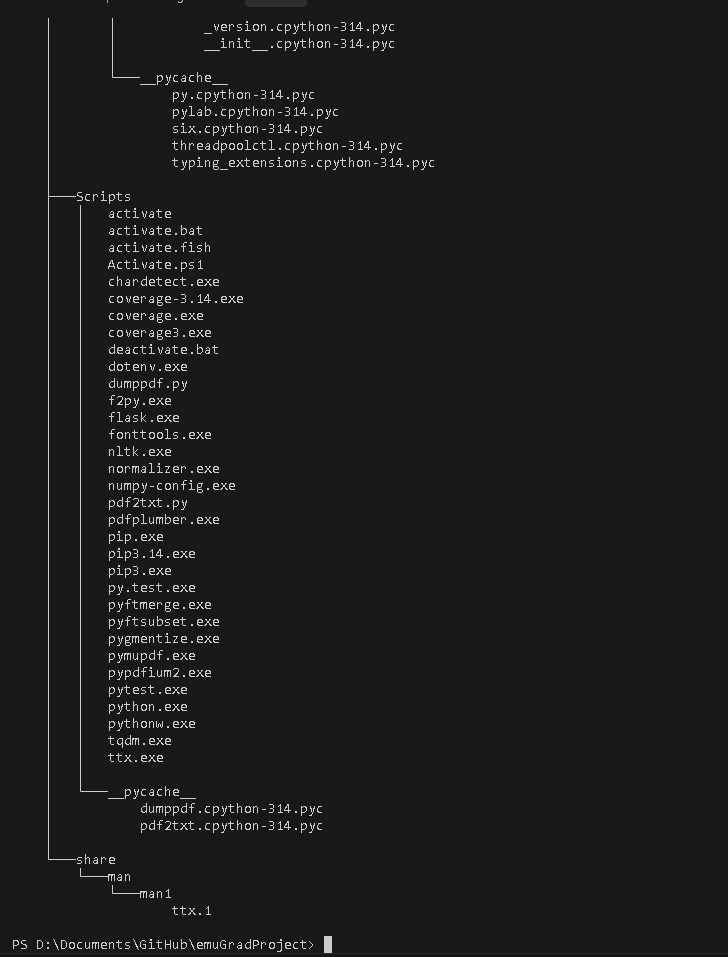 _version.cpython-314.pyc
__init__.cpython-314.pyc
__pycache__
py.cpython-314.pyc
pylab.cpython-314.pyc
six.cpython-314.pyc
threadpoolctl.cpython-314.pyc
typing_extensions.cpython-314.pyc
Scripts
activate
activate.bat
activate.fish
Activate.ps1
chardetect.exe
coverage-3.14.exe
coverage.exe
coverage3.exe
deactivate.bat
dotenv.exe
dumppdf.py
f2py.exe
flask.exe
fonttools.exe
nltk.exe
normalizer.exe
numpy-config.exe
pdf2txt.py
pdfplumber.exe
pip.exe
pip3.14.exe
pip3.exe
py.test.exe
pyftmerge.exe
pyftsubset.exe
pygmentize.exe
pymupdf.exe
pypdfium2.exe
pytest.exe
python.exe
pythonw.exe
tqdm.exe
ttx.exe
__pycache__
dumppdf.cpython-314.pyc
pdf2txt.cpython-314.pyc
share
man
man1
ttx.1
PS D:\Documents\GitHub\emuGradProject>